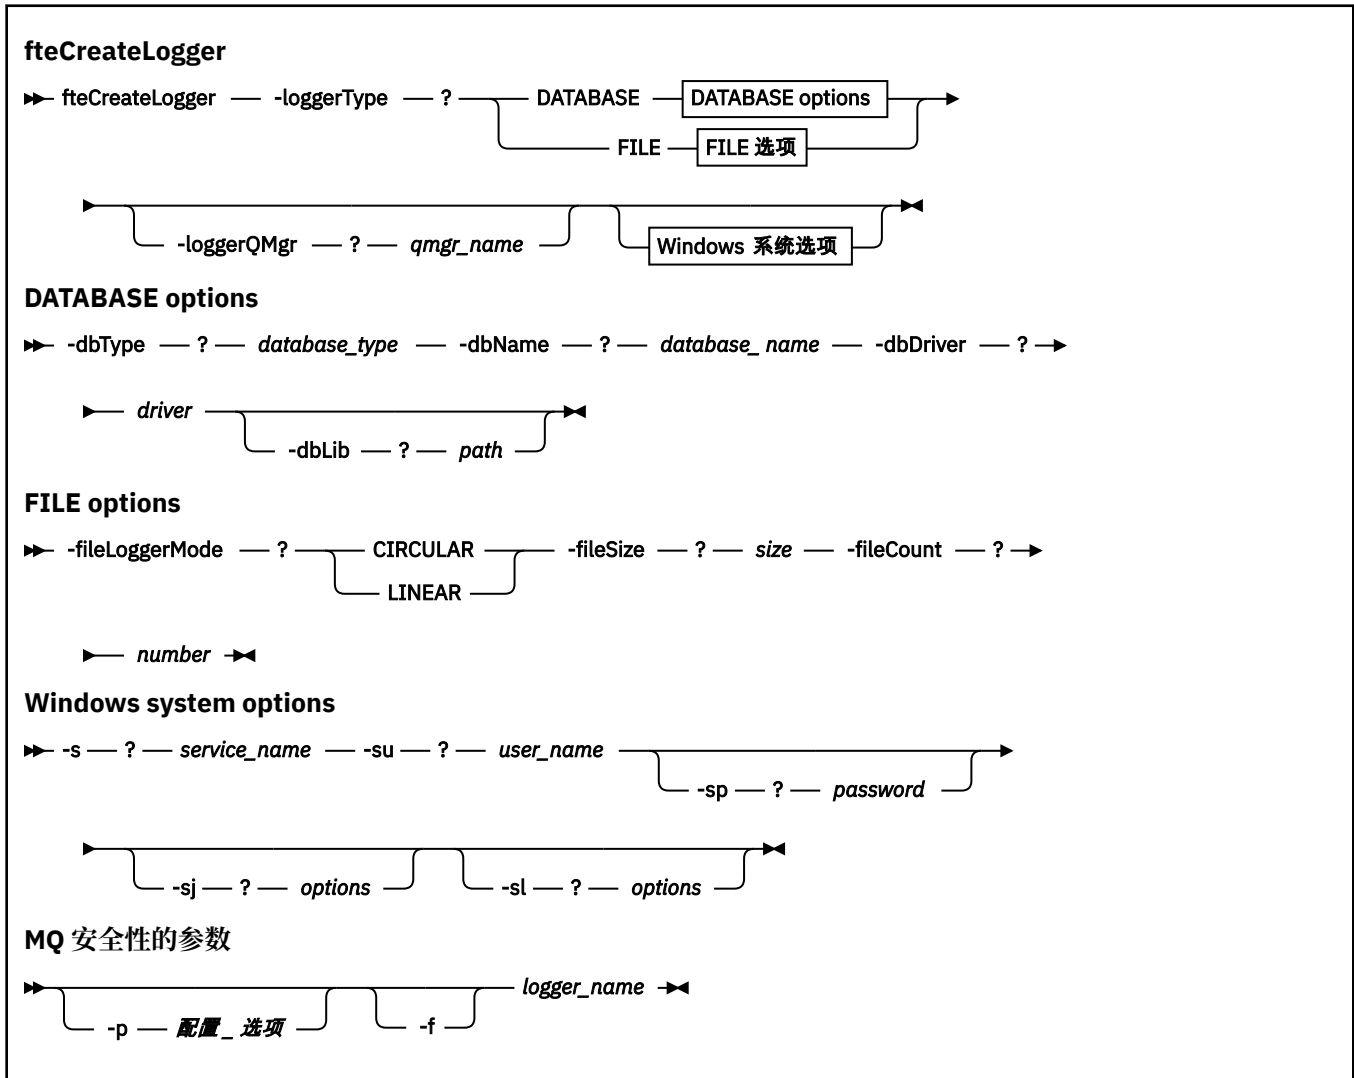 fteCreateLogger
fteCreateLogger -loggerType ? DATABASE DATABASE options
FILE FILE 选项
-loggerQMgr ? qmgr_name Windows 系统选项
DATABASE options
-dbType ? database_type -dbName ? database_ name -dbDriver ?
driver
-dbLib ? path
FILE options
-fileLoggerMode ? CIRCULAR -fileSize ? size -fileCount ?
LINEAR
number
Windows system options
-s ? service_name -su ? user_name
-sp ? password
-sj ? options -sl ? options
MQ 安全性的参数
logger_name
-p 配置_ 选项 -f